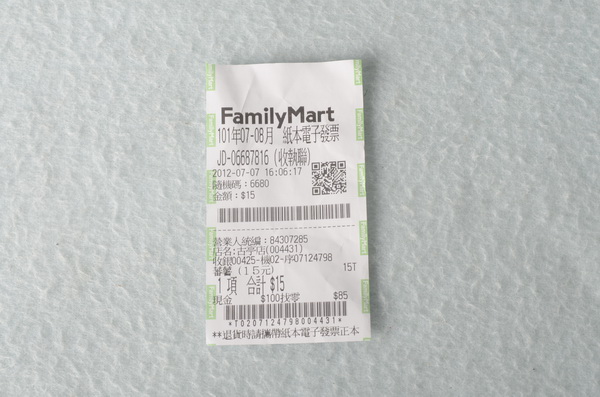 FamilyMart
101年07-08月 紙本電子發票
JD-06687816 (收執聯)
2012-07-07 16:06:17
隨機碼:6680
金額:$15
營業人統編:84307285
店名:古亭店(004431)
收銀00425-機02-序07124798
蕃薯 (15元) 15T
1 項 合計 $15
現金 $100找零 $85
*T0207124798004431*
**退貨時請攜帶紙本電子發票正本